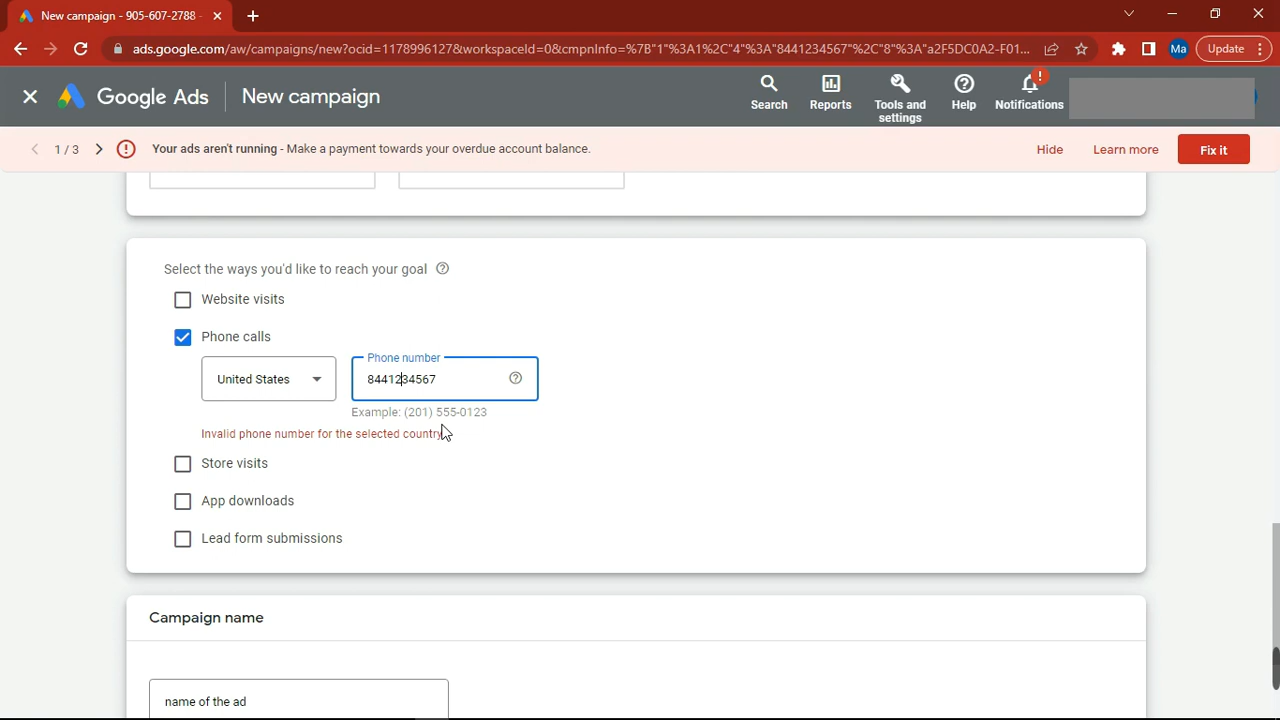 New campaign - 905-607-2788 -
ads.google.com/aw/campaigns/new?ocid=1178996127&workspaceId=0&cmpnInfo=%7B"1"%3A1%2C"4"%3A"8441234567"%2C"8"%3A"a2F5DC0A2-F01...
Ma
Update
Google Ads
New campaign
Search
Reports
Tools and settings
Help
Notifications
1 / 3
Your ads aren't running - Make a payment towards your overdue account balance.
Hide
Learn more
Fix it
Select the ways you'd like to reach your goal
Website visits
Phone calls
United States
Phone number
8441234567
Example: (201) 555-0123
Invalid phone number for the selected country
Store visits
App downloads
Lead form submissions
Campaign name
name of the ad